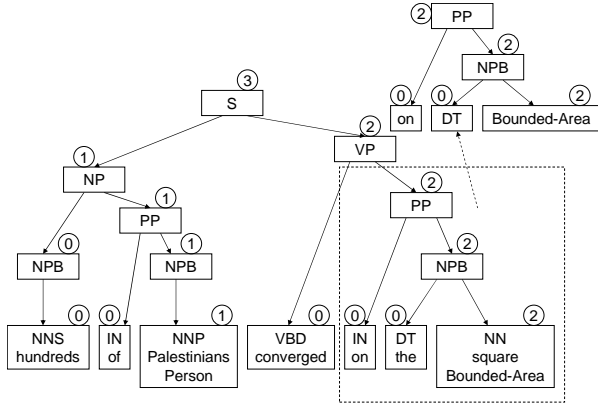 2 PP
2
NPB
0 0 2
on DT Bounded-Area
3
S
2
VP
1
NP
1
PP
2
PP
0
NPB
1
NPB
2
NPB
0 0 1 0 0 0 2
NNS IN NNP VBD IN DT NN
hundreds of Palestinians converged on the square
Person Bounded-Area